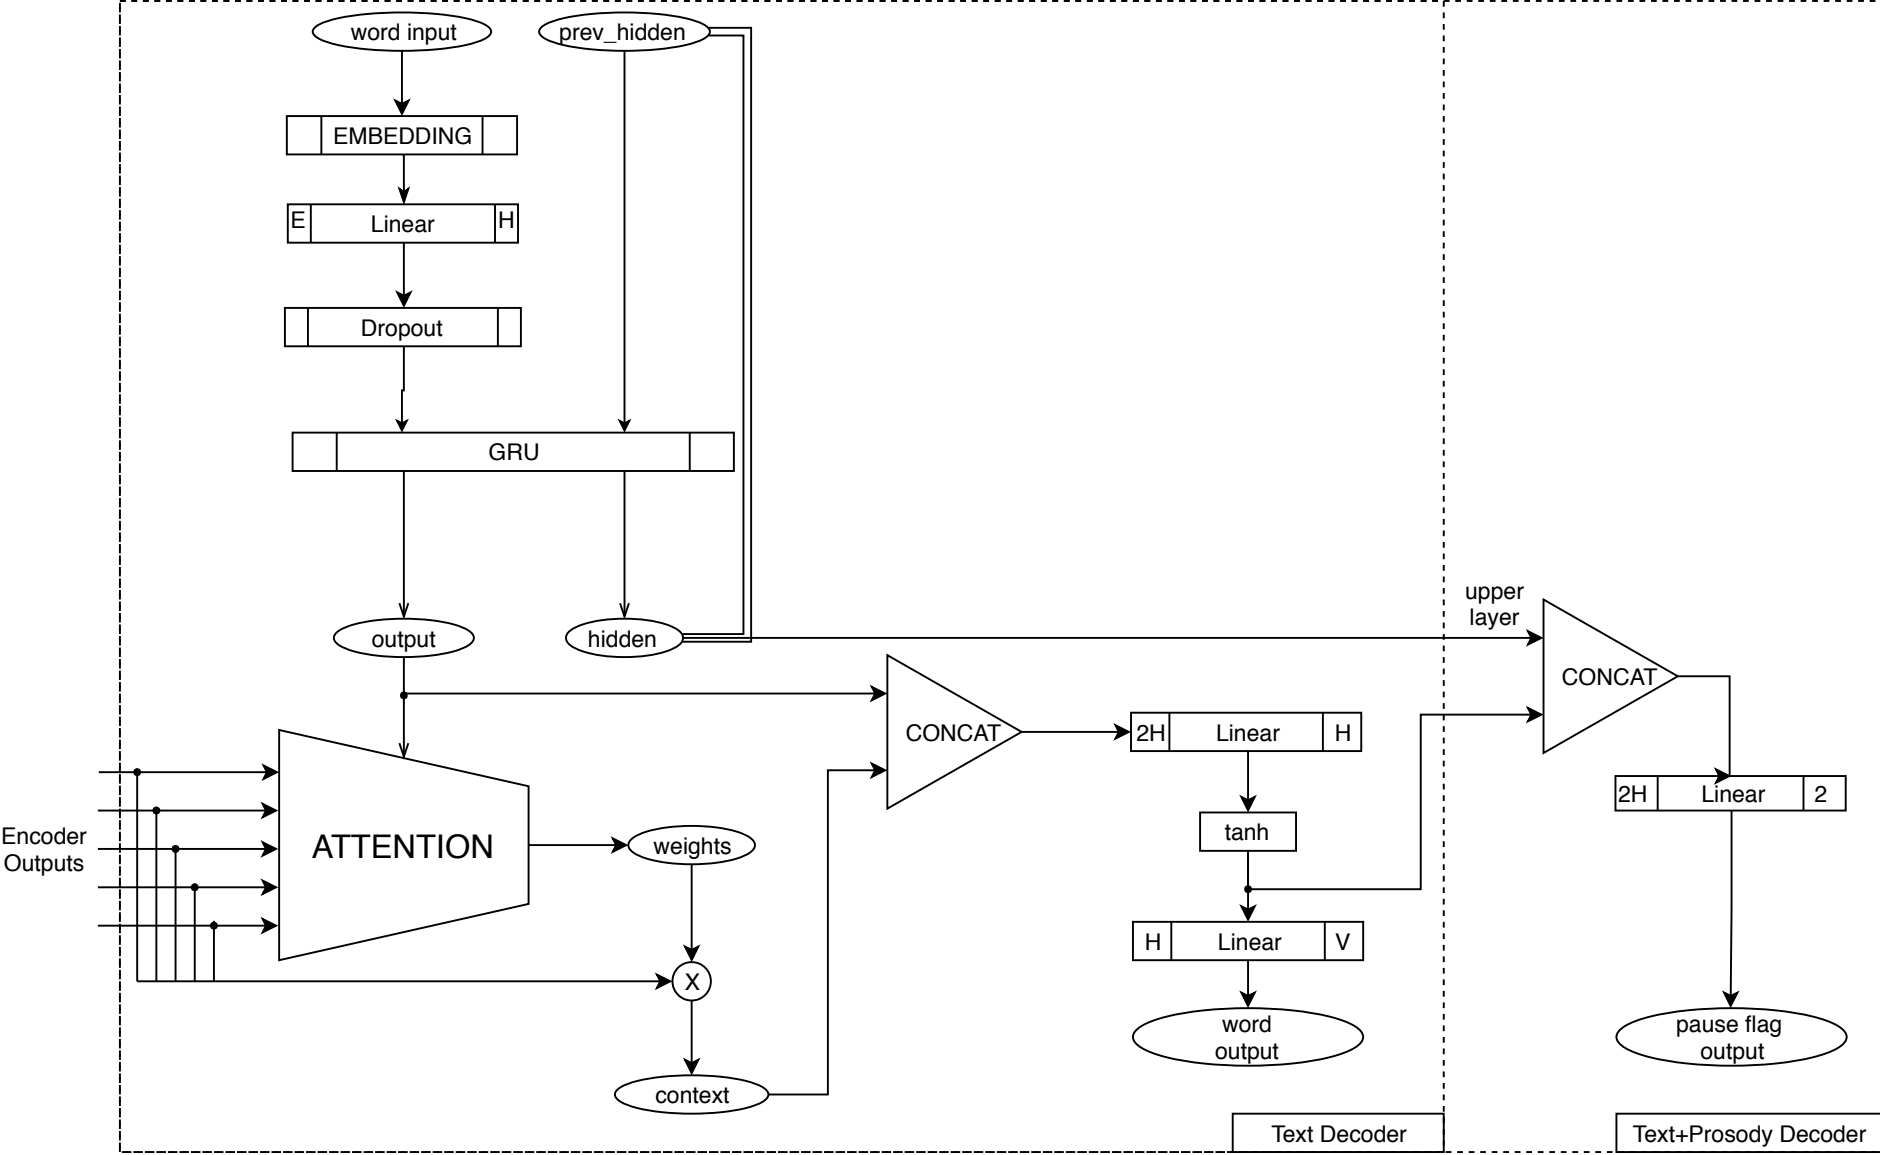 word input
prev_hidden
EMBEDDING
E Linear H
Dropout
GRU
output
hidden
upper
layer
CONCAT
CONCAT
2H Linear H
2H Linear 2
tanh
Encoder
Outputs
ATTENTION
weights
H Linear V
X
word
output
pause flag
output
context
Text Decoder
Text+Prosody Decoder